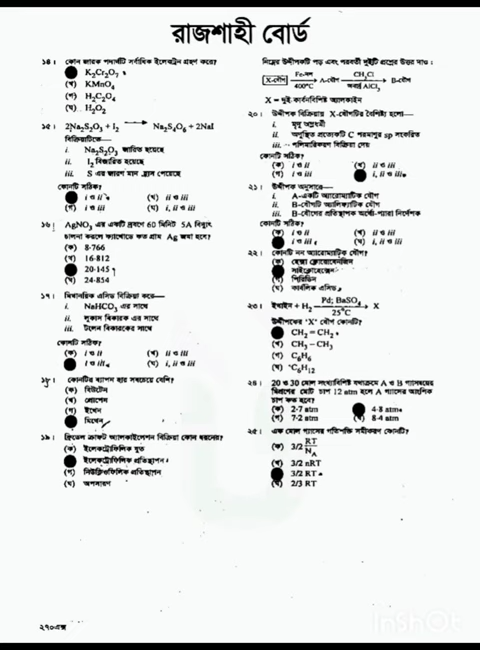 রাজশাহী বোর্ড
১৪। কোন জারক পদার্থটি সর্বাধিক ইলেকট্রন গ্রহণ করে?
K₂Cr₂O₇
(খ) KMnO₄
(গ) H₂C₂O₄
(ঘ) H₂O₂
১৫। 2Na₂S₂O₃ + I₂ → Na₂S₄O₆ + 2NaI
বিক্রিয়াটিতে—
i. Na₂S₂O₃ জারিত হয়েছে
ii. I₂ বিজারিত হয়েছে
iii. S এর জারণ মান হ্রাস পেয়েছে
কোনটি সঠিক?
i ও ii (খ) ii ও iii
(গ) i ও iii (ঘ) i, ii ও iii
১৬। AgNO₃ এর একটি দ্রবণে 60 মিনিট 5A বিদ্যুৎ
চালনা করলে ক্যাথোডে কত গ্রাম Ag জমা হবে?
(ক) 8·766
(খ) 16·812
20·145
(ঘ) 24·854
১৭। মিথানয়িক এসিড বিক্রিয়া করে—
i. NaHCO₃ এর সাথে
ii. লুকাস বিকারক এর সাথে
iii. টলেন বিকারকের সাথে
কোনটি সঠিক?
(ক) i ও ii (খ) ii ও iii
i ও iii (ঘ) i, ii ও iii
১৮। কোনটির ব্যাপন হার সবচেয়ে বেশি?
(ক) বিউটেন
(খ) প্রোপেন
(গ) ইথেন
মিথেন
১৯। ফ্রিডেল ক্রাফট অ্যালকাইলেশন বিক্রিয়া কোন ধরনের?
(ক) ইলেকট্রোফিলিক যুত
ইলেকট্রোফিলিক প্রতিস্থাপন
(গ) নিউক্লিওফিলিক প্রতিস্থাপন
(ঘ) অপসারণ
নিচের উদ্দীপকটি পড় এবং পরবর্তী দুইটি প্রশ্নের উত্তর দাও :
X-যৌগ Fe-নল 400°C → A-যৌগ CH₃Cl AlCl₃ → B-যৌগ
X = দুই কার্বনবিশিষ্ট অ্যালকাইন
২০। উদ্দীপক বিক্রিয়ায় X-যৌগটির বৈশিষ্ট্য হলো—
i. মৃদু অম্লধর্মী
ii. অণুস্থিত প্রত্যেকটি C পরমাণুর sp সংকরিত
iii. পলিমারিকরণ বিক্রিয়া দেয়
কোনটি সঠিক?
(ক) i ও ii (খ) ii ও iii
(গ) i ও iii i, ii ও iii
২১। উদ্দীপক অনুসারে—
i. A-একটি অ্যারোম্যাটিক যৌগ
ii. B-যৌগটি অ্যালিফ্যাটিক যৌগ
iii. B-যৌগের প্রতিস্থাপক অর্থো-প্যারা নির্দেশক
কোনটি সঠিক?
(ক) i ও ii (খ) ii ও iii
i ও iii (ঘ) i, ii ও iii
২২। কোনটি নন অ্যারোম্যাটিক যৌগ?
(ক) হেক্সা ক্লোরোবেনজিন
সাইক্লোহেক্সেন
(গ) পিরিডিন
(ঘ) কার্বলিক এসিড
২৩। ইথাইন + H₂ Pd; BaSO₄ 25°C → X
উদ্দীপকের 'X' যৌগ কোনটি?
CH₂ = CH₂
(খ) CH₃ – CH₃
(গ) C₆H₆
(ঘ) C₆H₁₂
২৪। 20 ও 30 মোল সংখ্যাবিশিষ্ট যথাক্রমে A ও B গ্যাসদ্বয়ের
মিশ্রণের মোট চাপ 12 atm হলে A গ্যাসের আংশিক
চাপ কত হবে?
(ক) 2·7 atm 4·8 atm
(গ) 7·2 atm (ঘ) 8·4 atm
২৫। এক মোল গ্যাসের গতিশক্তি সমীকরণ কোনটি?
(ক) 3/2 RT/N_A
(খ) 3/2 nRT
3/2 RT
(ঘ) 2/3 RT
২৭০এক্স
InShOt